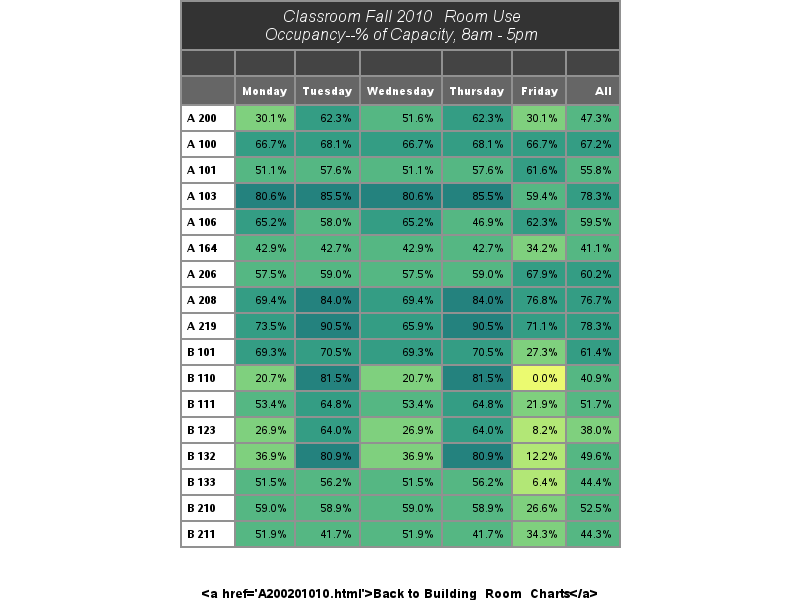 Classroom Fall 2010 Room Use
Occupancy--% of Capacity, 8am - 5pm
Monday Tuesday Wednesday Thursday Friday All
A 200 30.1% 62.3% 51.6% 62.3% 30.1% 47.3%
A 100 66.7% 68.1% 66.7% 68.1% 66.7% 67.2%
A 101 51.1% 57.6% 51.1% 57.6% 61.6% 55.8%
A 103 80.6% 85.5% 80.6% 85.5% 59.4% 78.3%
A 106 65.2% 58.0% 65.2% 46.9% 62.3% 59.5%
A 164 42.9% 42.7% 42.9% 42.7% 34.2% 41.1%
A 206 57.5% 59.0% 57.5% 59.0% 67.9% 60.2%
A 208 69.4% 84.0% 69.4% 84.0% 76.8% 76.7%
A 219 73.5% 90.5% 65.9% 90.5% 71.1% 78.3%
B 101 69.3% 70.5% 69.3% 70.5% 27.3% 61.4%
B 110 20.7% 81.5% 20.7% 81.5% 0.0% 40.9%
B 111 53.4% 64.8% 53.4% 64.8% 21.9% 51.7%
B 123 26.9% 64.0% 26.9% 64.0% 8.2% 38.0%
B 132 36.9% 80.9% 36.9% 80.9% 12.2% 49.6%
B 133 51.5% 56.2% 51.5% 56.2% 6.4% 44.4%
B 210 59.0% 58.9% 59.0% 58.9% 26.6% 52.5%
B 211 51.9% 41.7% 51.9% 41.7% 34.3% 44.3%
<a href='A200201010.html'>Back to Building Room Charts</a>